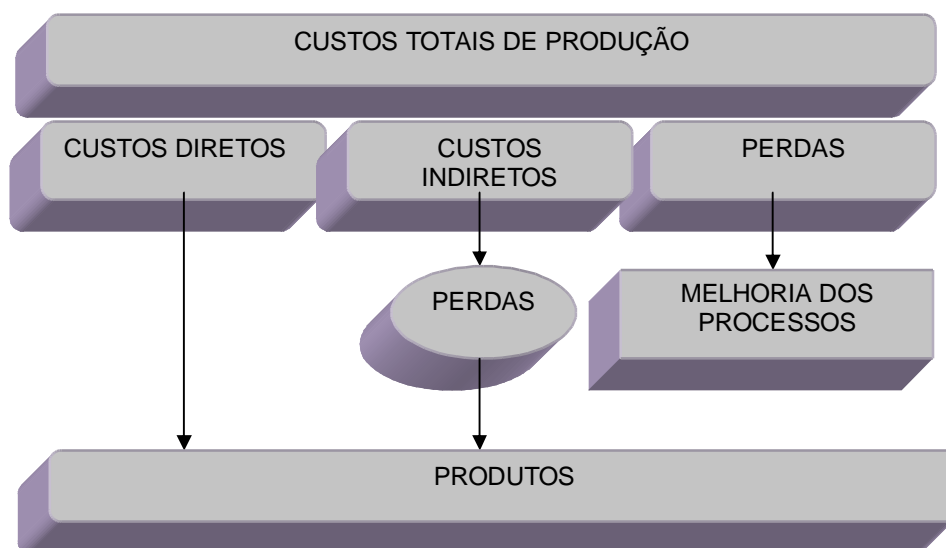 CUSTOS TOTAIS DE PRODUÇÃO
CUSTOS DIRETOS
CUSTOS
INDIRETOS
PERDAS
PERDAS
MELHORIA DOS
PROCESSOS
PRODUTOS